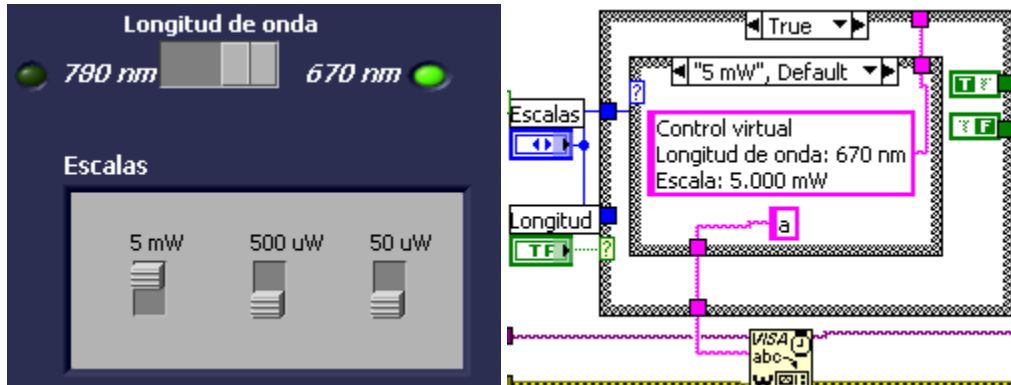 Longitud de onda
780 nm 670 nm
Escalas
5 mW 500 uW 50 uW
True
"5 mW", Default
?
T
F
Escalas
Control virtual
Longitud de onda: 670 nm
Escala: 5.000 mW
Longitud
TF
?
a
VISA
abc
W